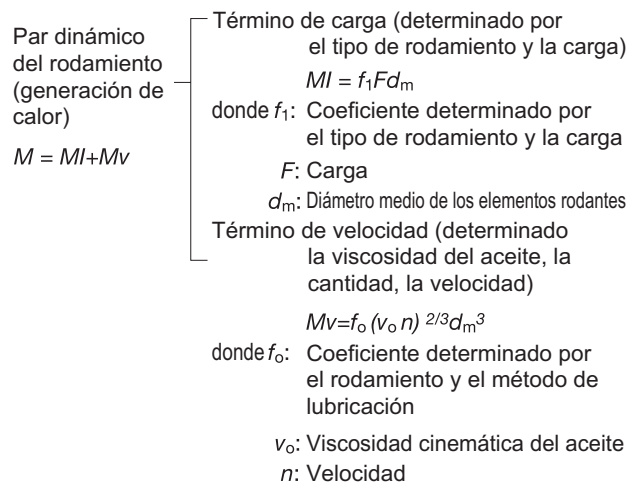 Par dinámico
del rodamiento
(generación de
calor)
M = MI+Mv
Término de carga (determinado por
el tipo de rodamiento y la carga)
MI = f₁Fdₘ
donde f₁: Coeficiente determinado por
el tipo de rodamiento y la carga
F: Carga
dₘ: Diámetro medio de los elementos rodantes
Término de velocidad (determinado
la viscosidad del aceite, la
cantidad, la velocidad)
Mv=fₒ (vₒ n) ²/³dₘ³
donde fₒ: Coeficiente determinado por
el rodamiento y el método de
lubricación
vₒ: Viscosidad cinemática del aceite
n: Velocidad